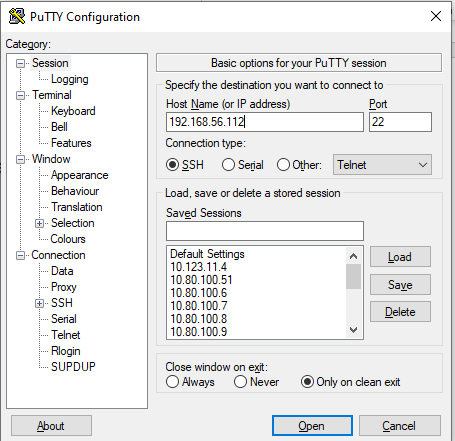 PuTTY Configuration
Category:
Session
Logging
Terminal
Keyboard
Bell
Features
Window
Appearance
Behaviour
Translation
Selection
Colours
Connection
Data
Proxy
SSH
Serial
Telnet
Rlogin
SUPDUP
Basic options for your PuTTY session
Specify the destination you want to connect to
Host Name (or IP address) Port
192.168.56.112 22
Connection type:
SSH Serial Other: Telnet
Load, save or delete a stored session
Saved Sessions
Default Settings
10.123.11.4
10.80.100.51
10.80.100.6
10.80.100.7
10.80.100.8
10.80.100.9
Load
Save
Delete
Close window on exit:
Always Never Only on clean exit
About Open Cancel